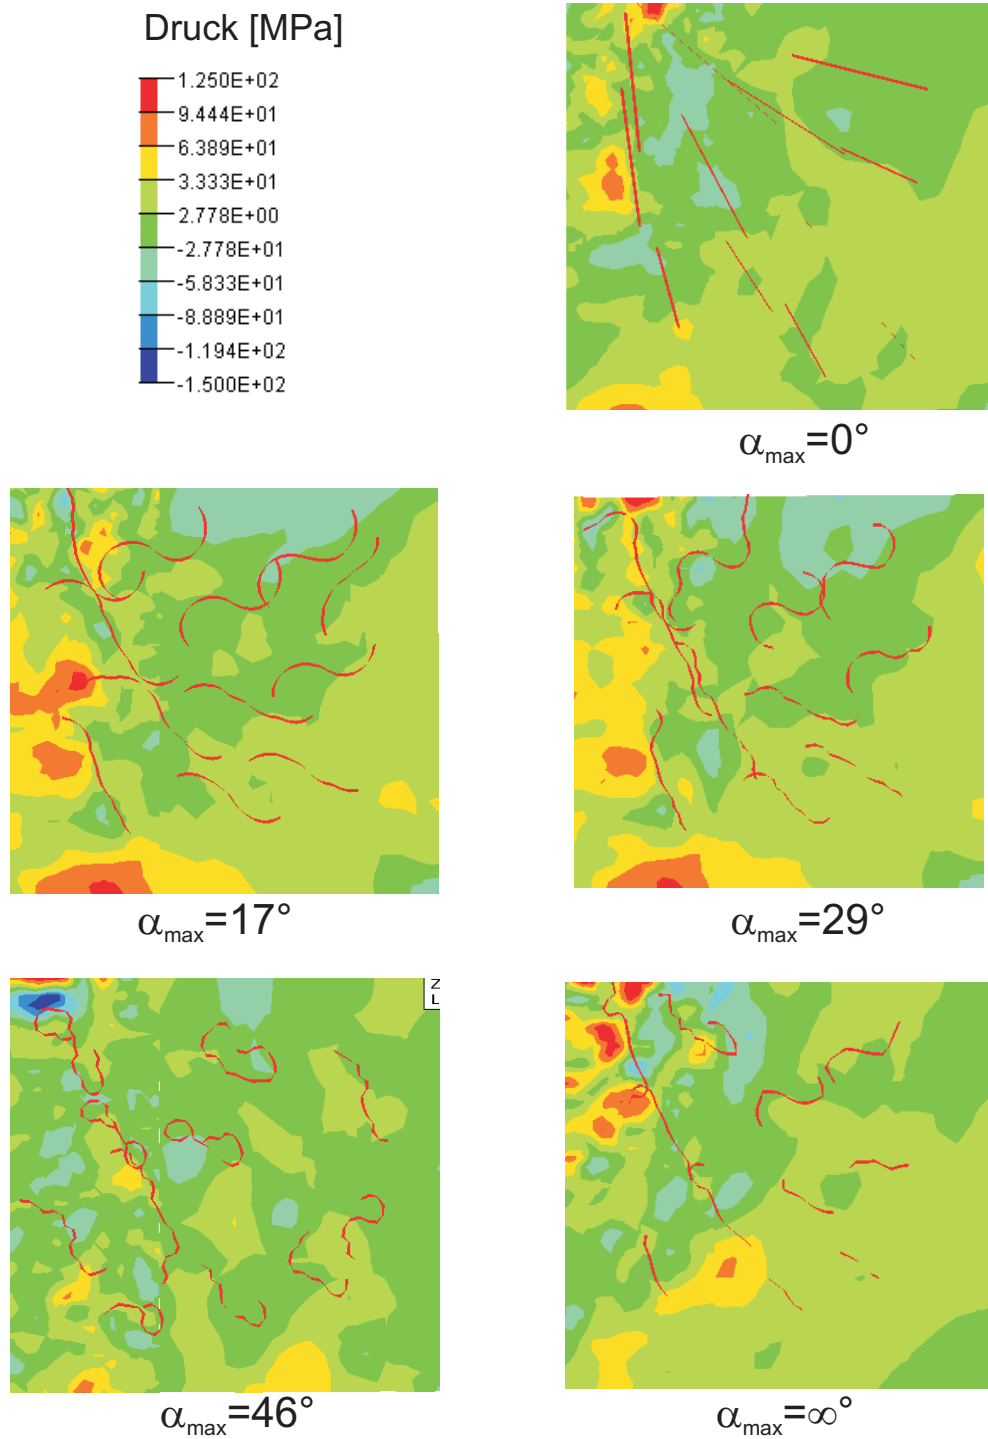 Druck [MPa]
1.250E+02
9.444E+01
6.389E+01
3.333E+01
2.778E+00
-2.778E+01
-5.833E+01
-8.889E+01
-1.194E+02
-1.500E+02
αmax=0°
αmax=17°
αmax=29°
Z
L
αmax=46°
αmax=∞°